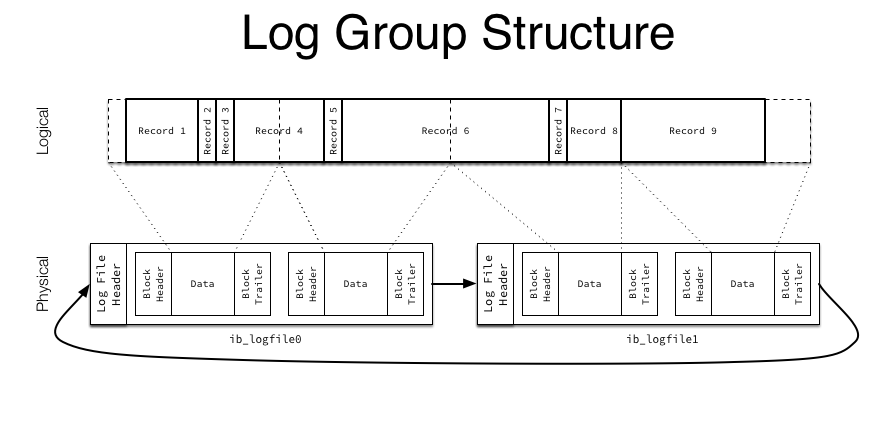 Log Group Structure
Logical
Record 1
Record 2
Record 3
Record 4
Record 5
Record 6
Record 7
Record 8
Record 9
Physical
Log File
Header
Block
Header
Data
Block
Trailer
Block
Header
Data
Block
Trailer
Log File
Header
Block
Header
Data
Block
Trailer
Block
Header
Data
Block
Trailer
ib_logfile0
ib_logfile1